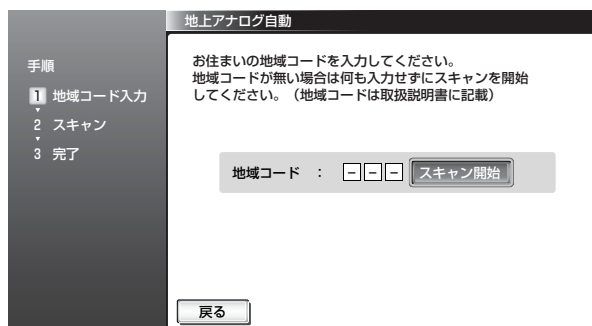 地上アナログ自動
手順
1 地域コード入力
2 スキャン
3 完了
お住まいの地域コードを入力してください。
地域コードが無い場合は何も入力せずにスキャンを開始
してください。（地域コードは取扱説明書に記載）
地域コード ： － － － スキャン開始
戻る